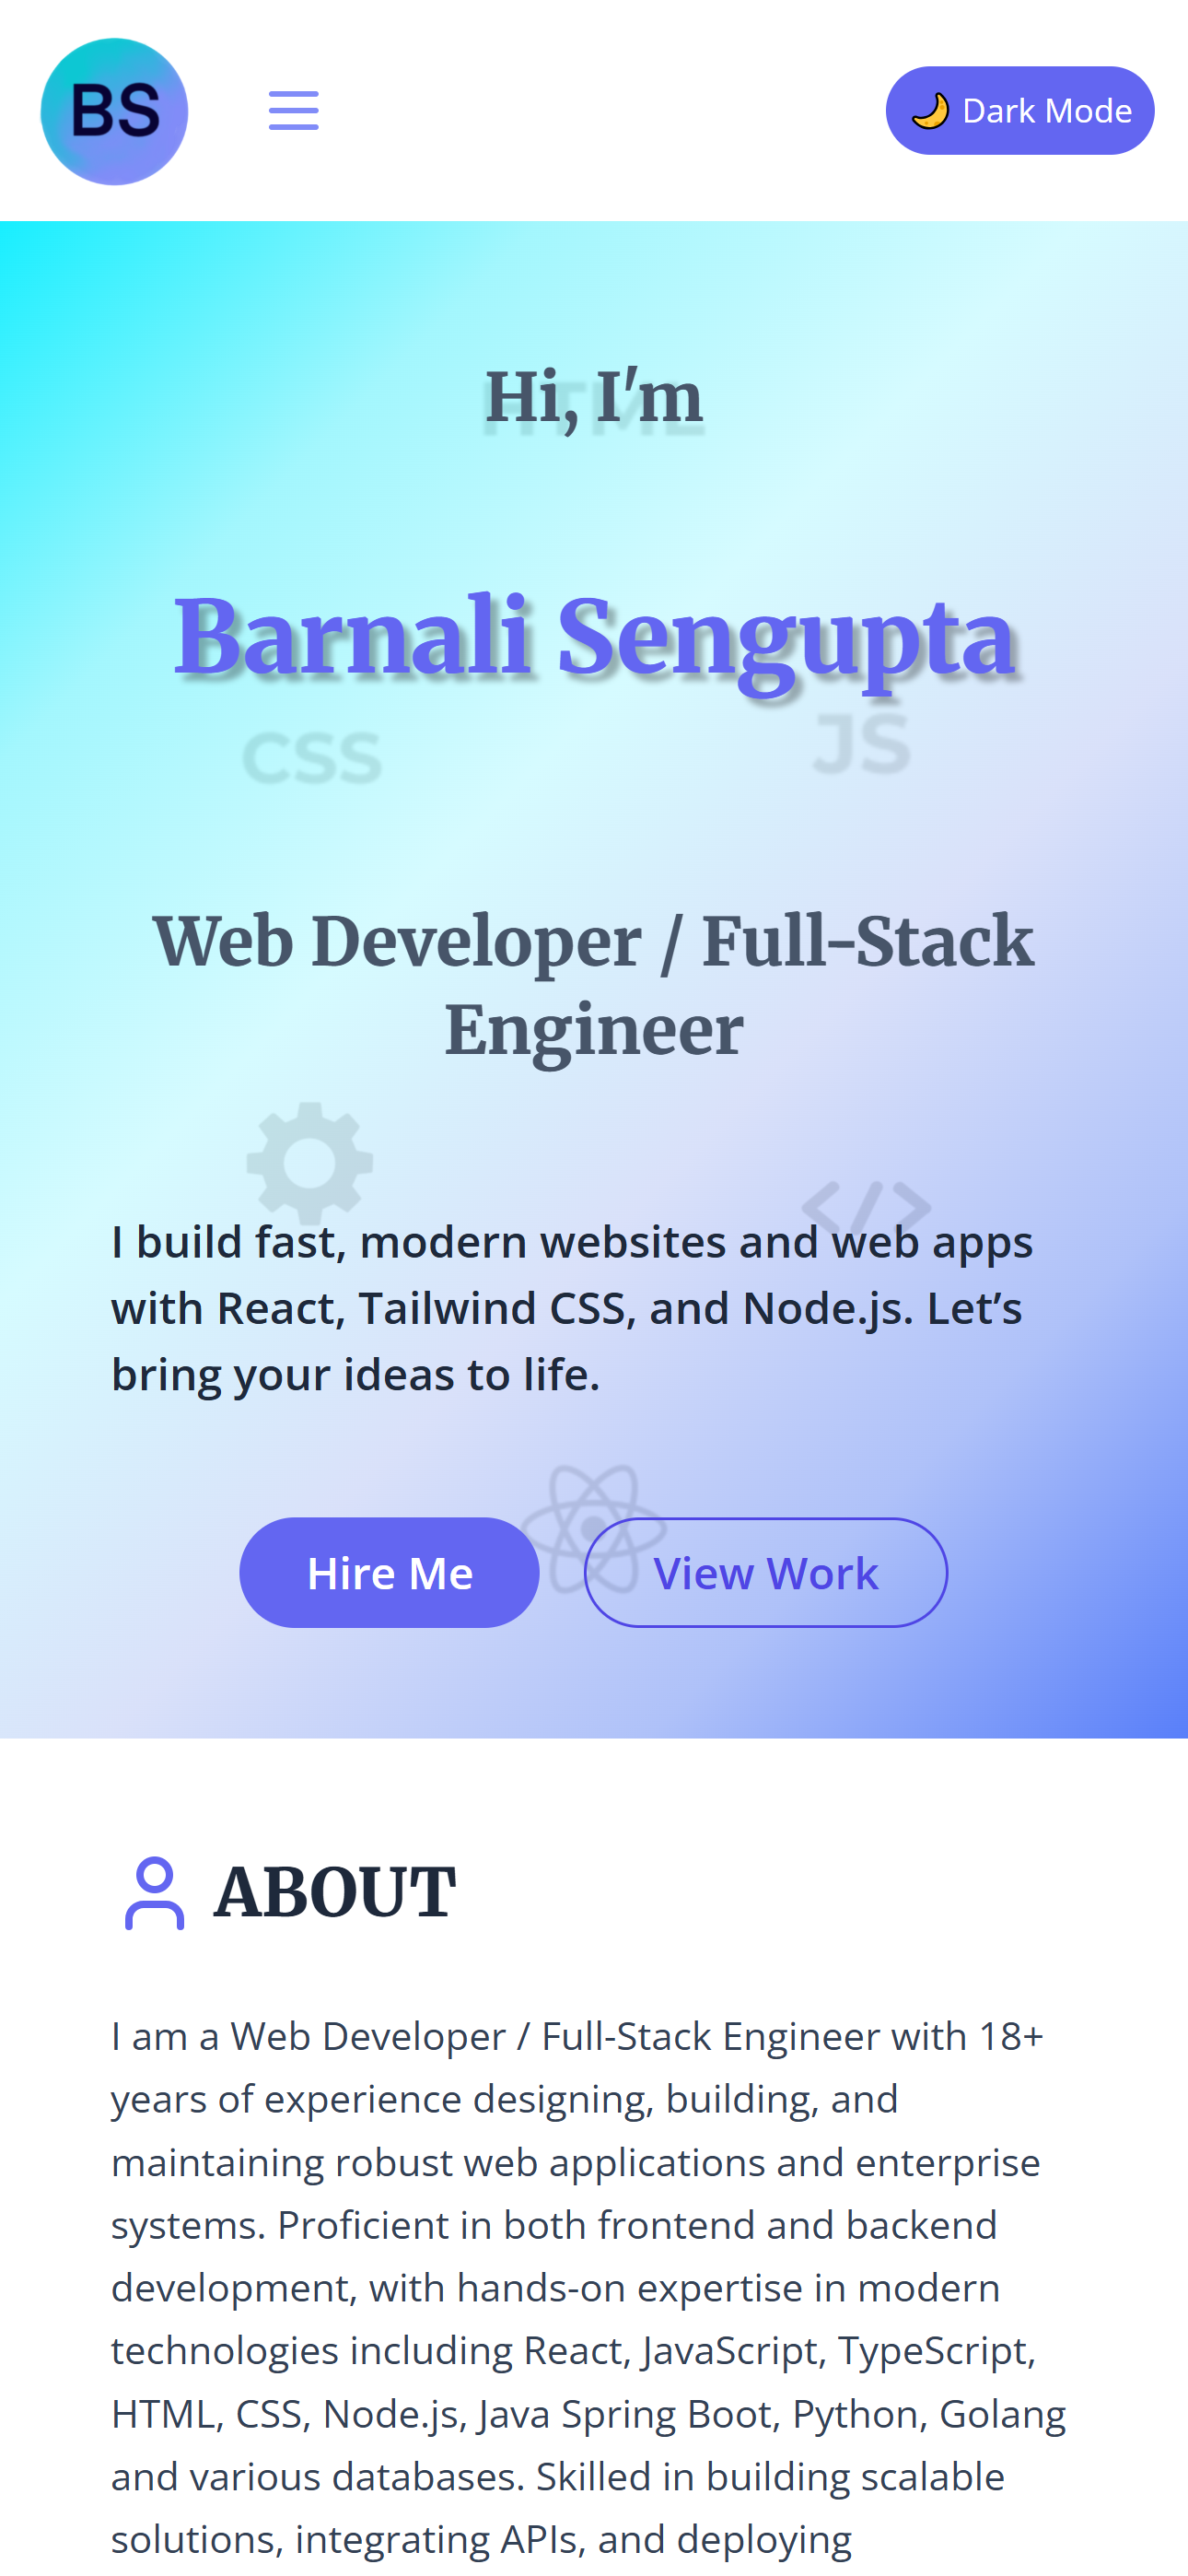 BS
🌙 Dark Mode
HTML
Hi, I'm
Barnali Sengupta
CSS
JS
Web Developer / Full-Stack
Engineer
</>
I build fast, modern websites and web apps
with React, Tailwind CSS, and Node.js. Let’s
bring your ideas to life.
Hire Me
View Work
ABOUT
I am a Web Developer / Full-Stack Engineer with 18+
years of experience designing, building, and
maintaining robust web applications and enterprise
systems. Proficient in both frontend and backend
development, with hands-on expertise in modern
technologies including React, JavaScript, TypeScript,
HTML, CSS, Node.js, Java Spring Boot, Python, Golang
and various databases. Skilled in building scalable
solutions, integrating APIs, and deploying